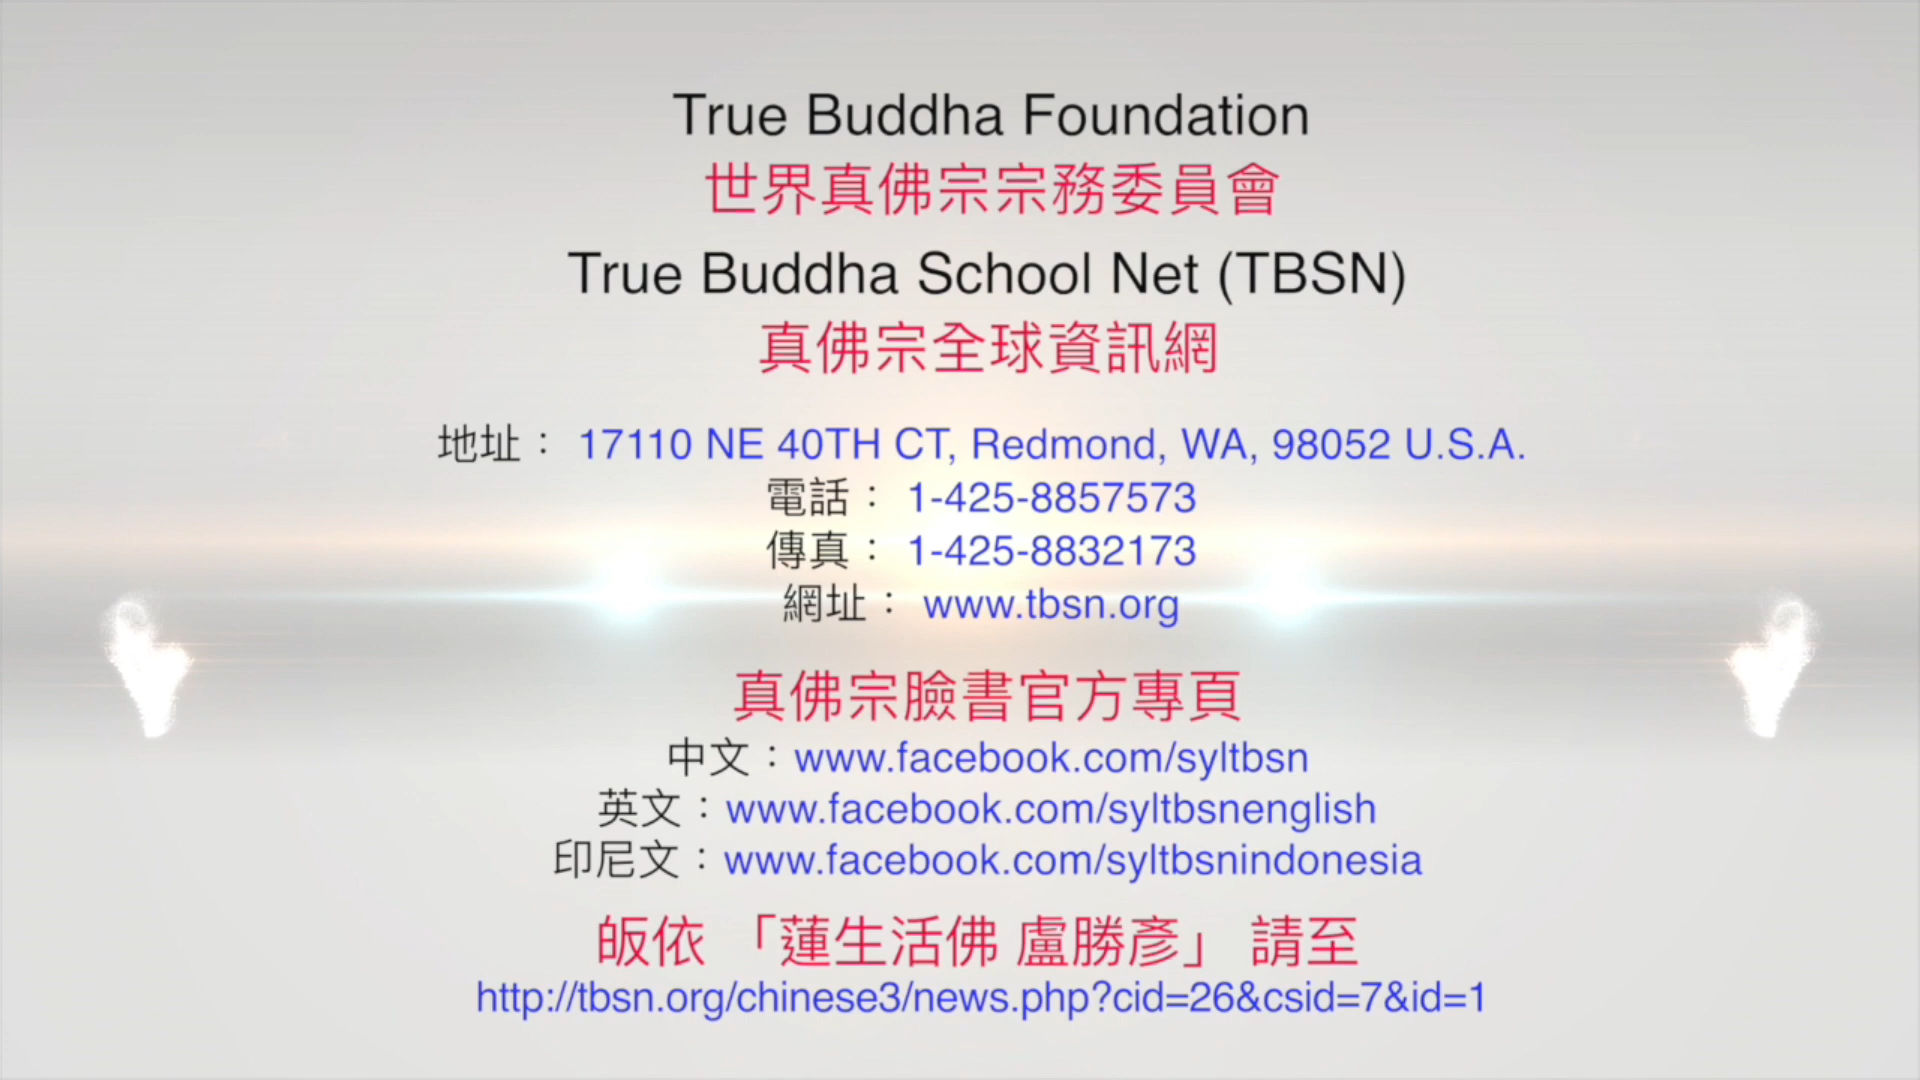 True Buddha Foundation
世界真佛宗宗務委員會
True Buddha School Net (TBSN)
真佛宗全球資訊網
地址： 17110 NE 40TH CT, Redmond, WA, 98052 U.S.A.
電話： 1-425-8857573
傳真： 1-425-8832173
網址： www.tbsn.org
真佛宗臉書官方專頁
中文：www.facebook.com/syltbsn
英文：www.facebook.com/syltbsnenglish
印尼文：www.facebook.com/syltbsnindonesia
皈依 「蓮生活佛 盧勝彥」 請至
http://tbsn.org/chinese3/news.php?cid=26&csid=7&id=1